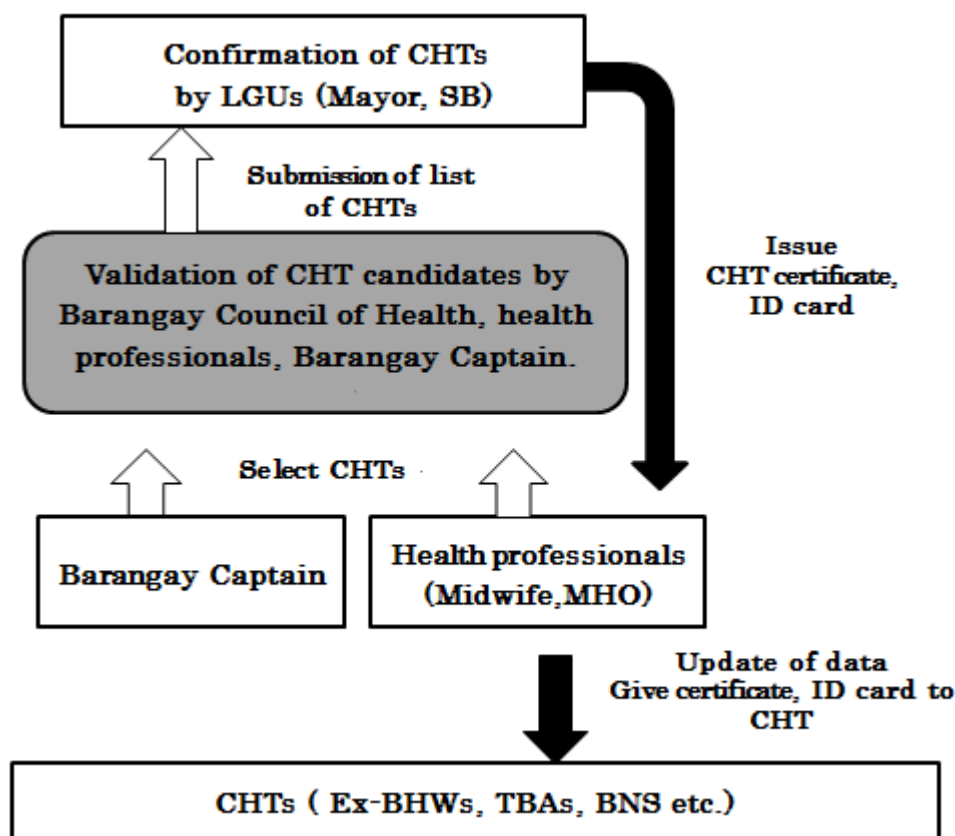 Confirmation of CHTs
by LGUs (Mayor, SB)
Submission of list
of CHTs
Issue
CHT certificate,
ID card
Validation of CHT candidates by
Barangay Council of Health, health
professionals, Barangay Captain.
Select CHTs
Barangay Captain
Health professionals
(Midwife,MHO)
Update of data
Give certificate, ID card to
CHT
CHTs ( Ex-BHWs, TBAs, BNS etc.)